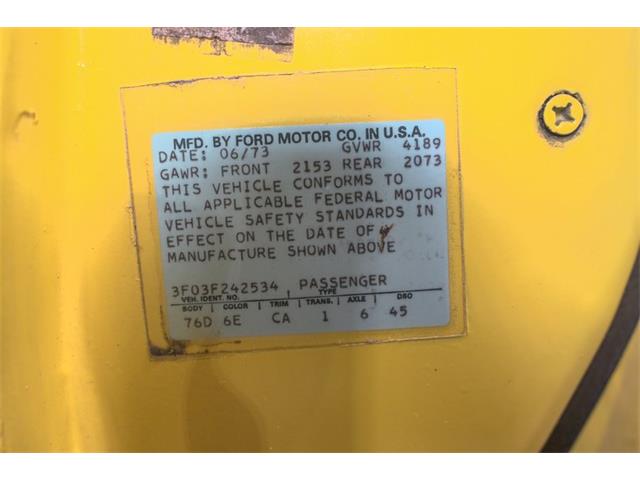 MFD. BY FORD MOTOR CO. IN U.S.A.
DATE: 06/73 GVWR 4189
GAWR: FRONT 2153 REAR 2073
THIS VEHICLE CONFORMS TO
ALL APPLICABLE FEDERAL MOTOR
VEHICLE SAFETY STANDARDS IN
EFFECT ON THE DATE OF
MANUFACTURE SHOWN ABOVE
3F03F242534 PASSENGER
VEH. IDENT. NO. TYPE
BODY COLOR TRIM TRANS. AXLE DSO
76D 6E CA 1 6 45